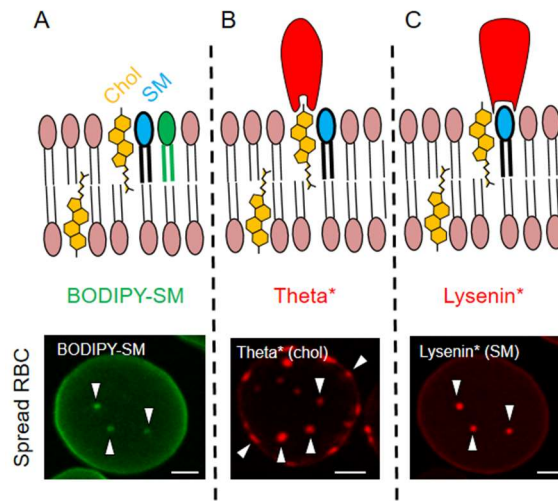 A
B
C
Chol
SM
BODIPY-SM
Theta*
Lysenin*
Spread RBC
BODIPY-SM
Theta* (chol)
Lysenin* (SM)